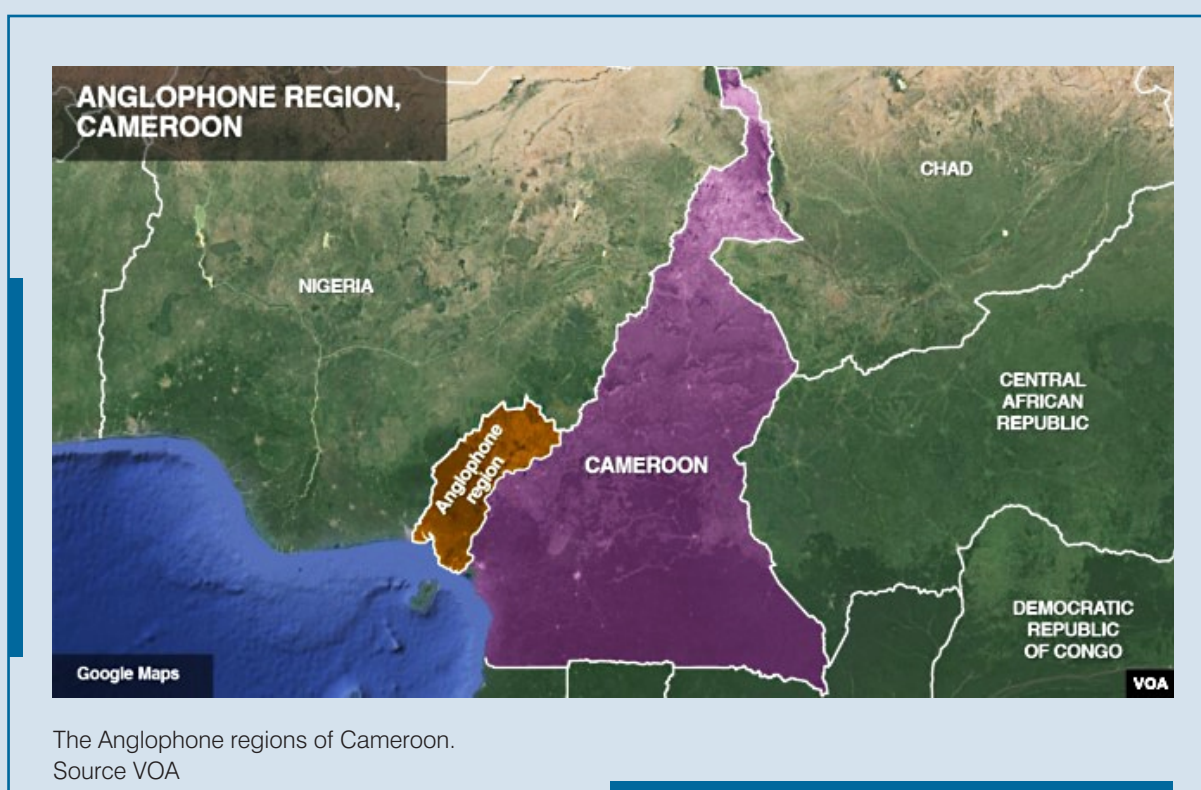 ANGLOPHONE REGION,
CAMEROON
CHAD
NIGERIA
CENTRAL
AFRICAN
REPUBLIC
Anglophone
region
CAMEROON
DEMOCRATIC
REPUBLIC
OF CONGO
Google Maps
VOA
The Anglophone regions of Cameroon.
Source VOA